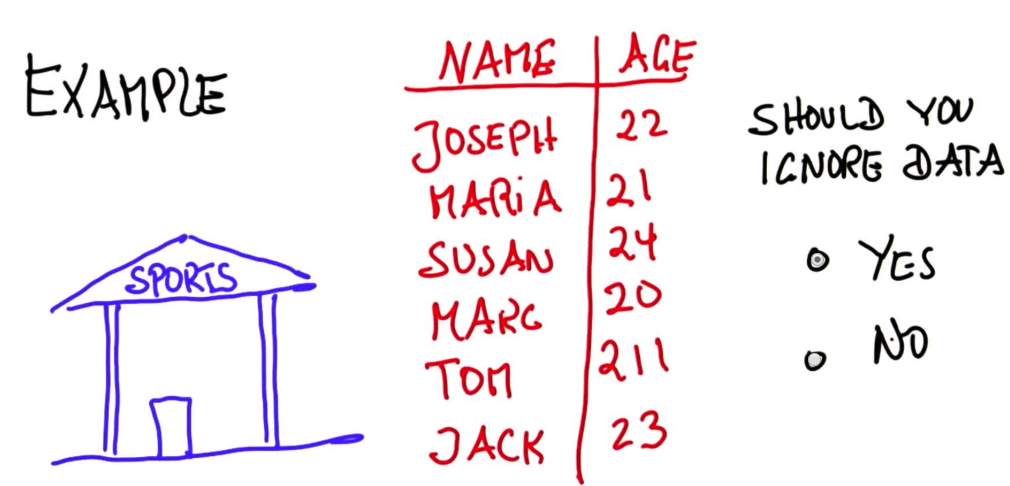 EXAMPLE
SPORTS
NAME AGE
JOSEPH 22
MARiA 21
SUSAN 24
MARC 20
TOM 211
JACK 23
SHOULD YOU
IGNORE DATA
YES
NO